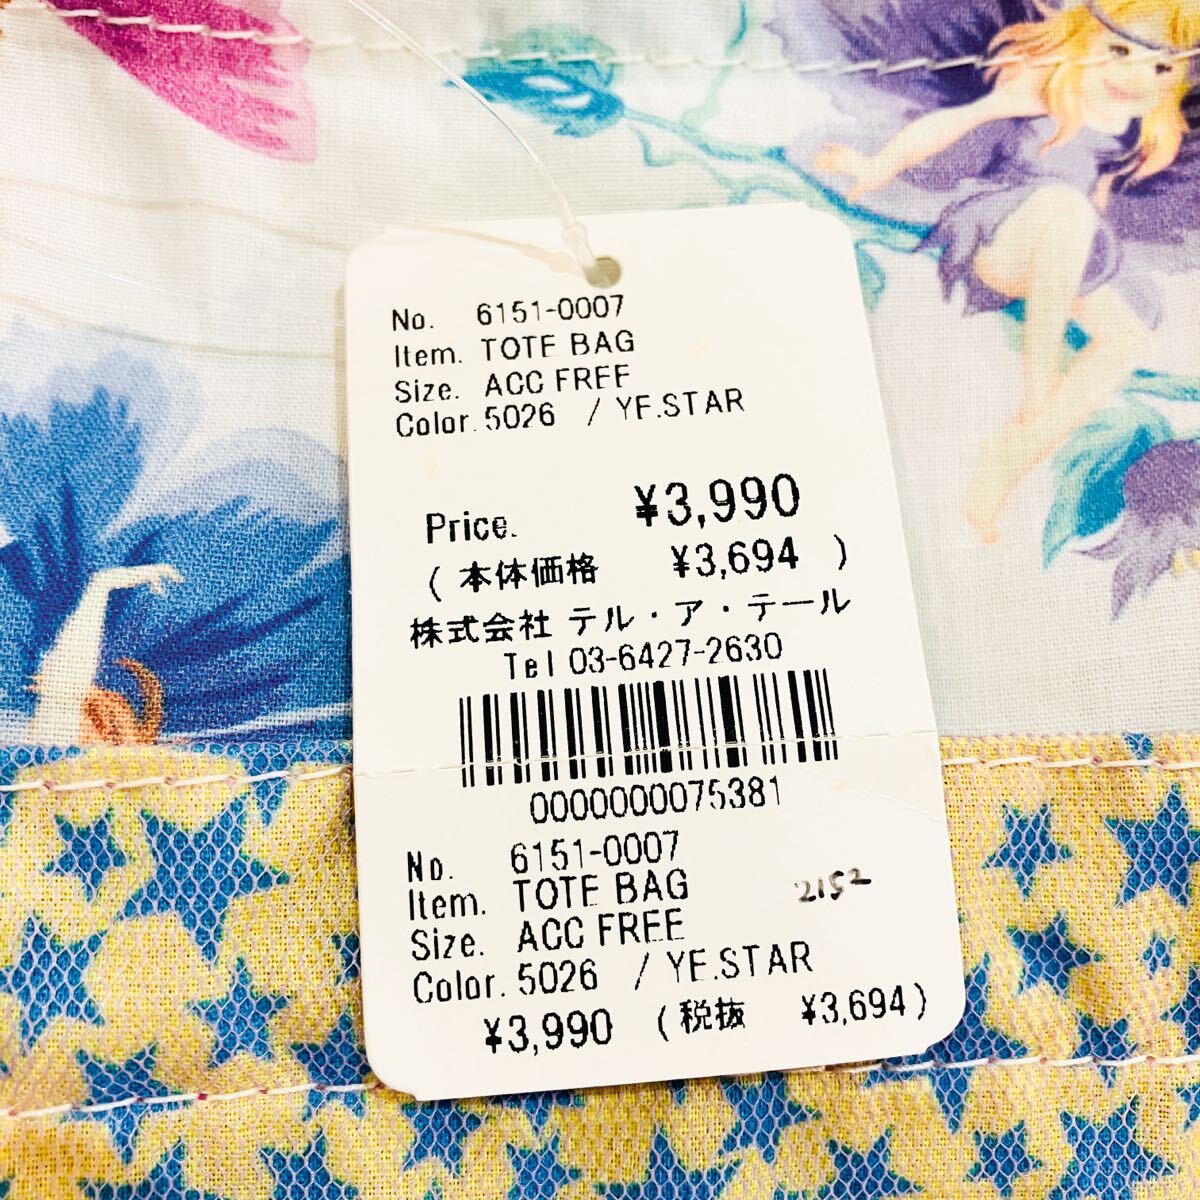 No. 6151-0007
Item. TOTE BAG
Size. ACC FREE
Color. 5026 / YE.STAR
Price. ¥3,990
( 本体価格 ¥3,694 )
株式会社 テル・ア・テール
Tel 03-6427-2630
0000000075381
No. 6151-0007
Item. TOTE BAG 2152
Size. ACC FREE
Color. 5026 / YE.STAR
¥3,990 ( 税抜 ¥3,694 )